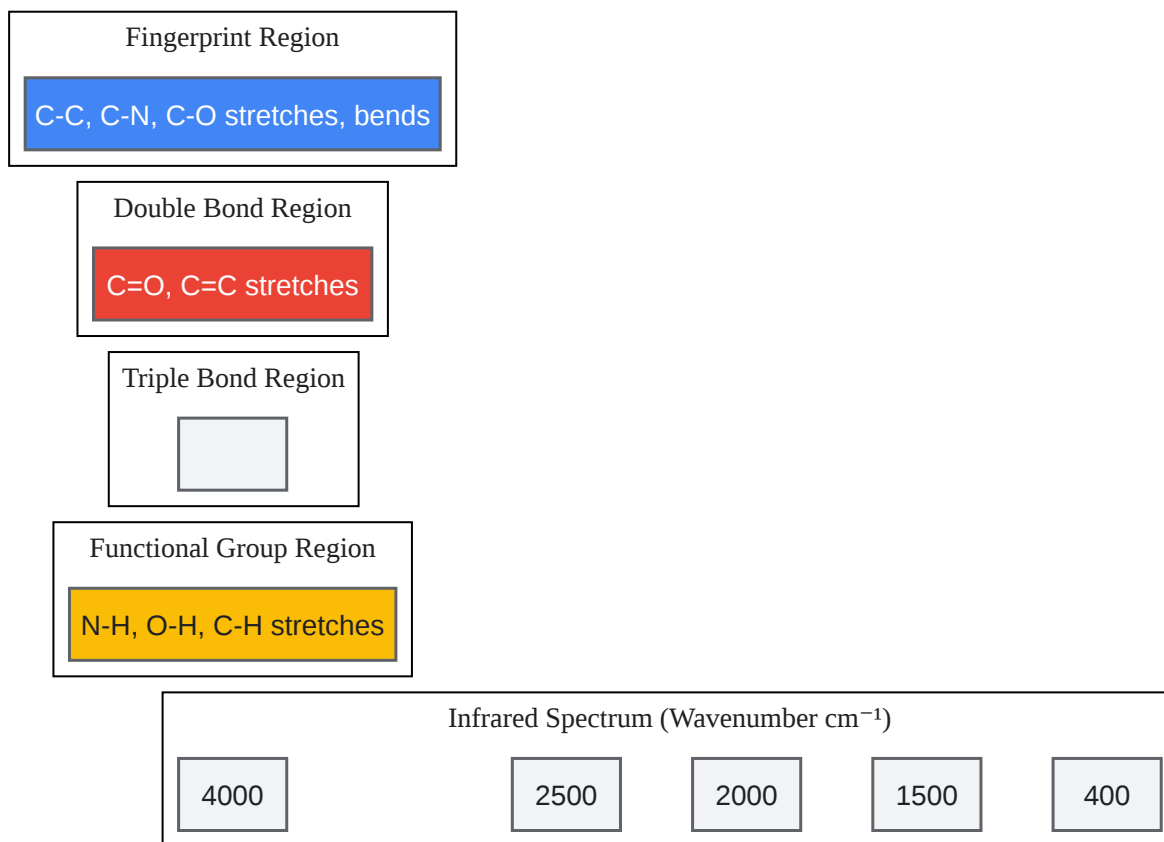 Fingerprint Region
C-C, C-N, C-O stretches, bends
Double Bond Region
C=O, C=C stretches
Triple Bond Region
Functional Group Region
N-H, O-H, C-H stretches
Infrared Spectrum (Wavenumber cm⁻¹)
4000 2500 2000 1500 400